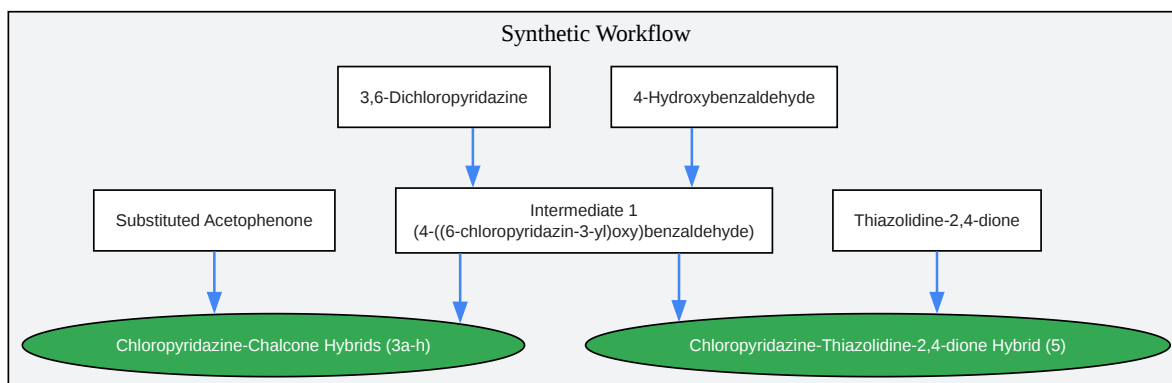 Synthetic Workflow
3,6-Dichloropyridazine
4-Hydroxybenzaldehyde
Substituted Acetophenone
Intermediate 1
(4-((6-chloropyridazin-3-yl)oxy)benzaldehyde)
Thiazolidine-2,4-dione
Chloropyridazine-Chalcone Hybrids (3a-h)
Chloropyridazine-Thiazolidine-2,4-dione Hybrid (5)